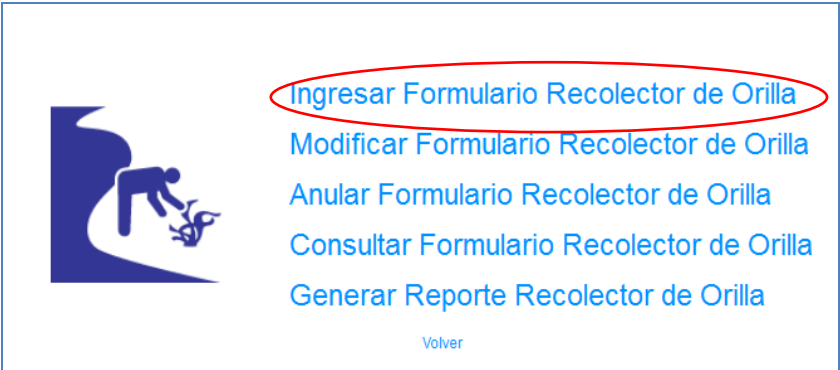 Ingresar Formulario Recolector de Orilla
Modificar Formulario Recolector de Orilla
Anular Formulario Recolector de Orilla
Consultar Formulario Recolector de Orilla
Generar Reporte Recolector de Orilla
Volver